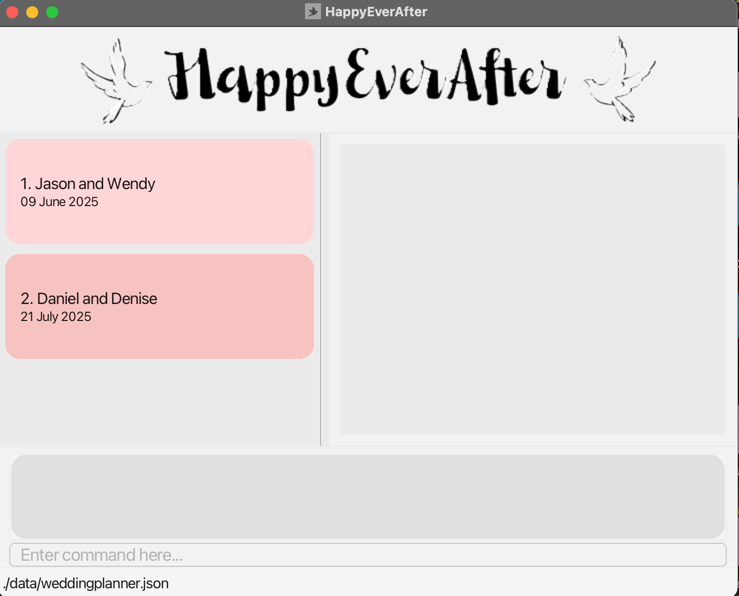 HappyEverAfter
HappyEverAfter
1. Jason and Wendy
09 June 2025
2. Daniel and Denise
21 July 2025
Enter command here...
./data/weddingplanner.json